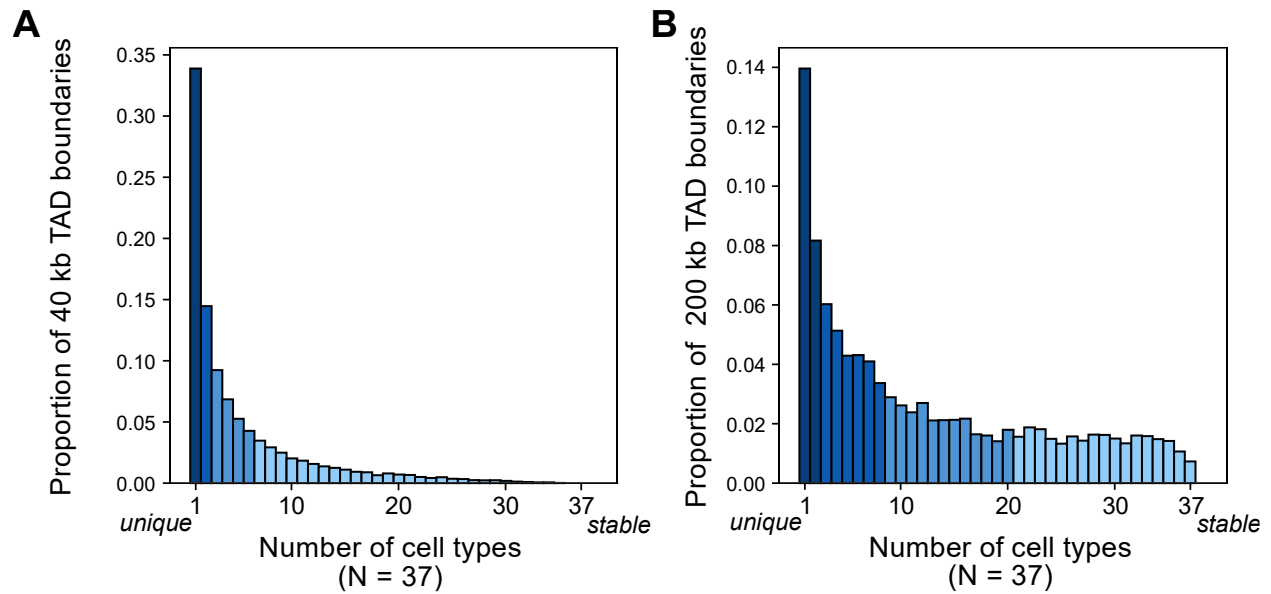 A
Proportion of 40 kb TAD boundaries
0.35
0.30
0.25
0.20
0.15
0.10
0.05
0.00
1 10 20 30 37
unique stable
Number of cell types
(N = 37)
B
Proportion of 200 kb TAD boundaries
0.14
0.12
0.10
0.08
0.06
0.04
0.02
0.00
1 10 20 30 37
unique stable
Number of cell types
(N = 37)